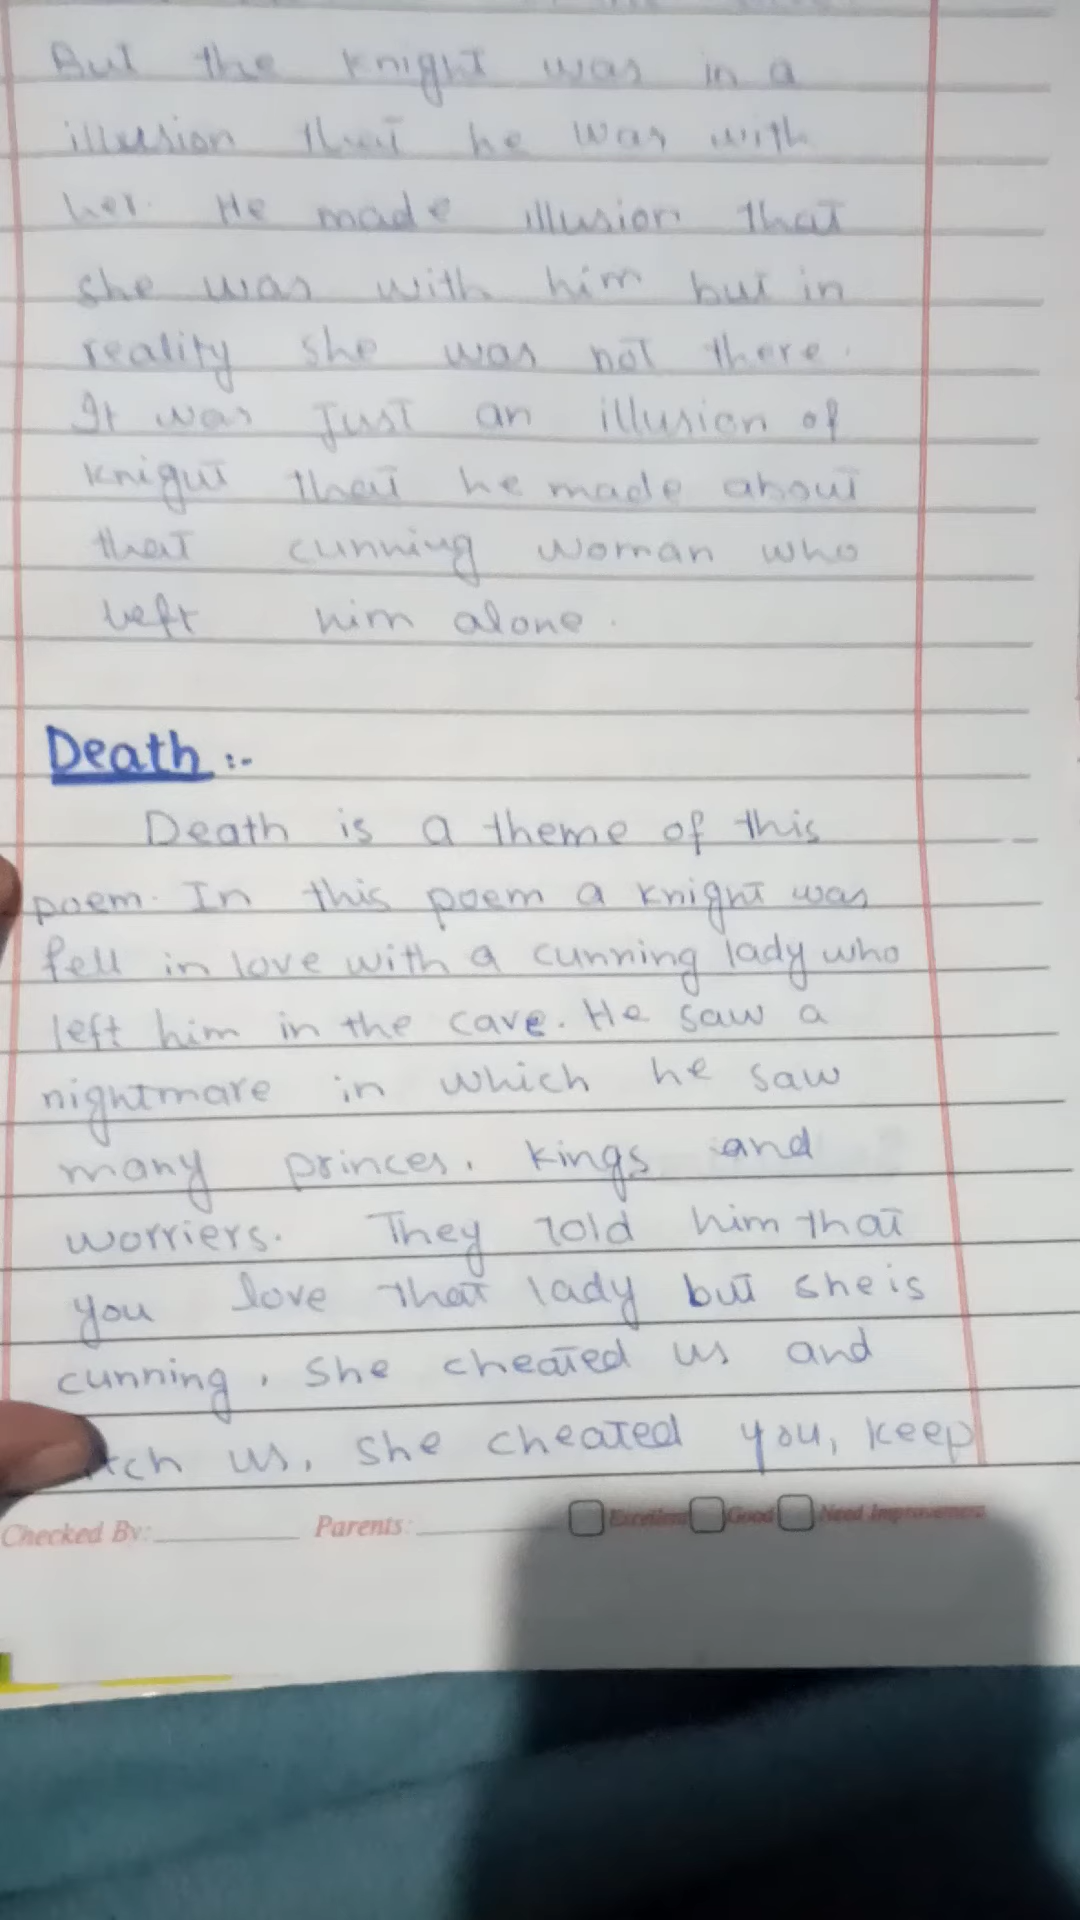 But the knight was in a
illusion that he was with
her. He made illusion that
she was with him but in
reality she was not there.
It was Just an illusion of
knight that he made about
that cunning woman who
left him alone.
Death :-
Death is a theme of this
poem. In this poem a knight was
fell in love with a cunning lady who
left him in the cave. He saw a
nightmare in which he saw
many princes, kings and
worriers. They told him that
you love that lady but she is
cunning, she cheated us and
us, she cheated you, keep
Checked By: Parents: Excellent Good Need Improvement